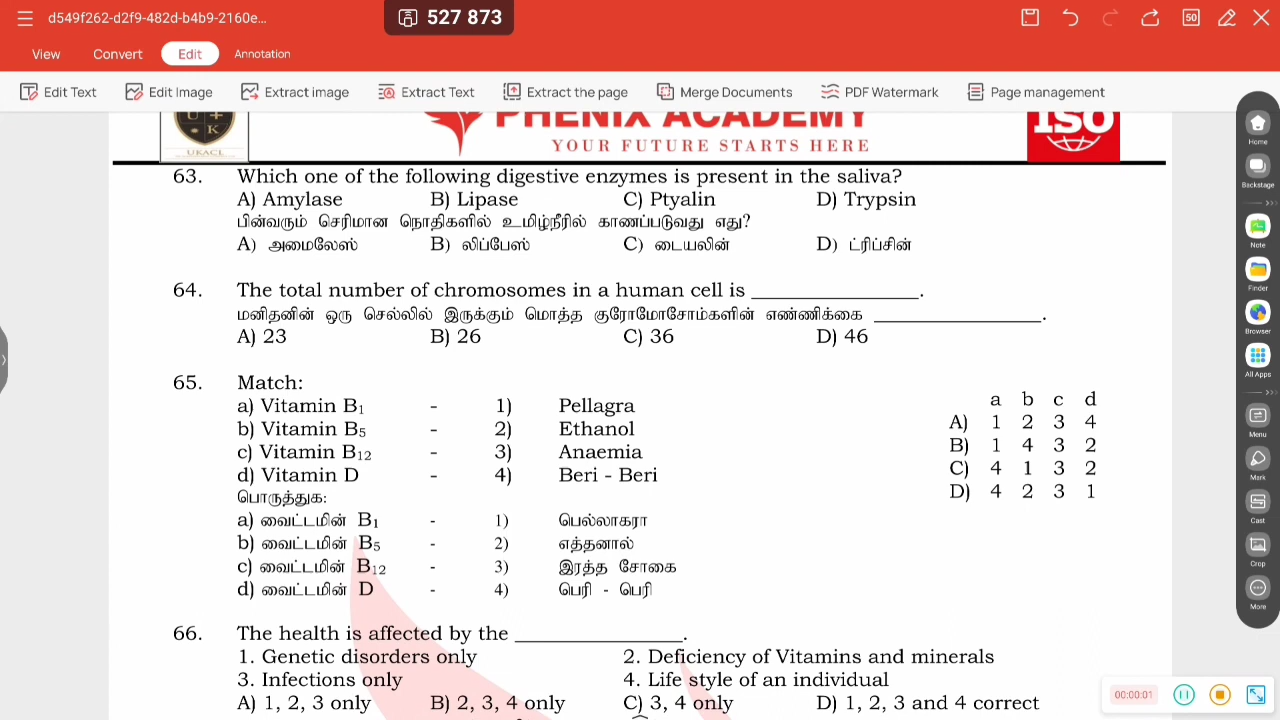 d549f262-d2f9-482d-b4b9-2160e...
527 873
50
View Convert Edit Annotation
Edit Text Edit Image Extract image Extract Text Extract the page Merge Documents PDF Watermark Page management
UKACL
PHENIX ACADEMY
YOUR FUTURE STARTS HERE
ISO
63. Which one of the following digestive enzymes is present in the saliva?
A) Amylase B) Lipase C) Ptyalin D) Trypsin
பின்வரும் செரிமான நொதிகளில் உமிழ்நீரில் காணப்படுவது எது?
A) அமைலேஸ் B) லிப்பேஸ் C) டையலின் D) ட்ரிப்சின்
64. The total number of chromosomes in a human cell is ________________.
மனிதனின் ஒரு செல்லில் இருக்கும் மொத்த குரோமோசோம்களின் எண்ணிக்கை ________________.
A) 23 B) 26 C) 36 D) 46
65. Match:
a) Vitamin B1 - 1) Pellagra
b) Vitamin B5 - 2) Ethanol
c) Vitamin B12 - 3) Anaemia
d) Vitamin D - 4) Beri - Beri
a b c d
A) 1 2 3 4
B) 1 4 3 2
C) 4 1 3 2
D) 4 2 3 1
பொருத்துக:
a) வைட்டமின் B1 - 1) பெல்லாகரா
b) வைட்டமின் B5 - 2) எத்தனால்
c) வைட்டமின் B12 - 3) இரத்த சோகை
d) வைட்டமின் D - 4) பெரி - பெரி
66. The health is affected by the ________________.
1. Genetic disorders only 2. Deficiency of Vitamins and minerals
3. Infections only 4. Life style of an individual
A) 1, 2, 3 only B) 2, 3, 4 only C) 3, 4 only D) 1, 2, 3 and 4 correct
Home
Backstage
Note
Finder
Browser
All Apps
Menu
Mark
Cast
Crop
More
00:00:01